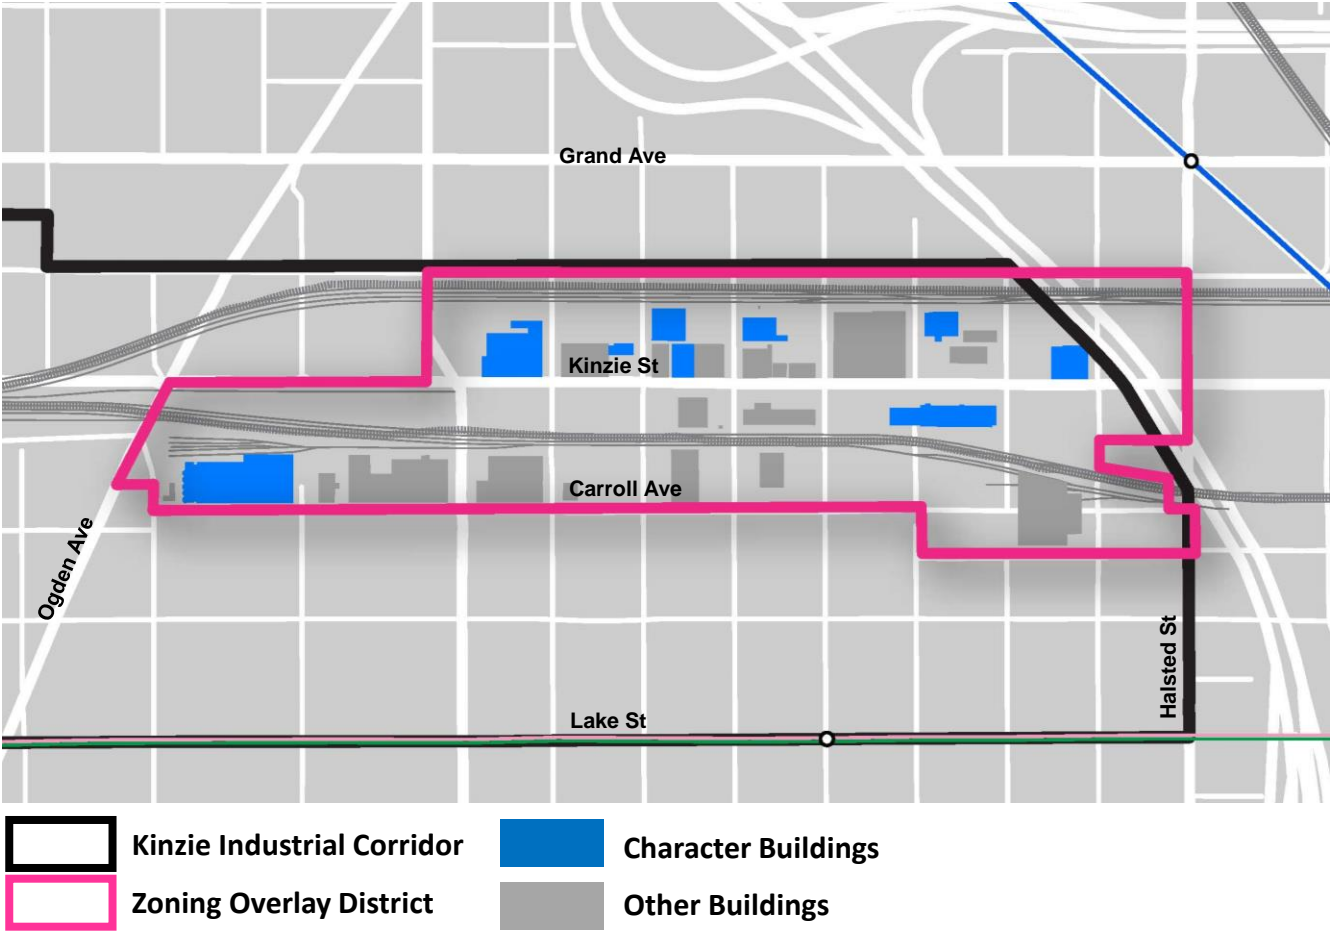 Grand Ave
Kinzie St
Carroll Ave
Ogden Ave
Halsted St
Lake St
Kinzie Industrial Corridor
Character Buildings
Zoning Overlay District
Other Buildings